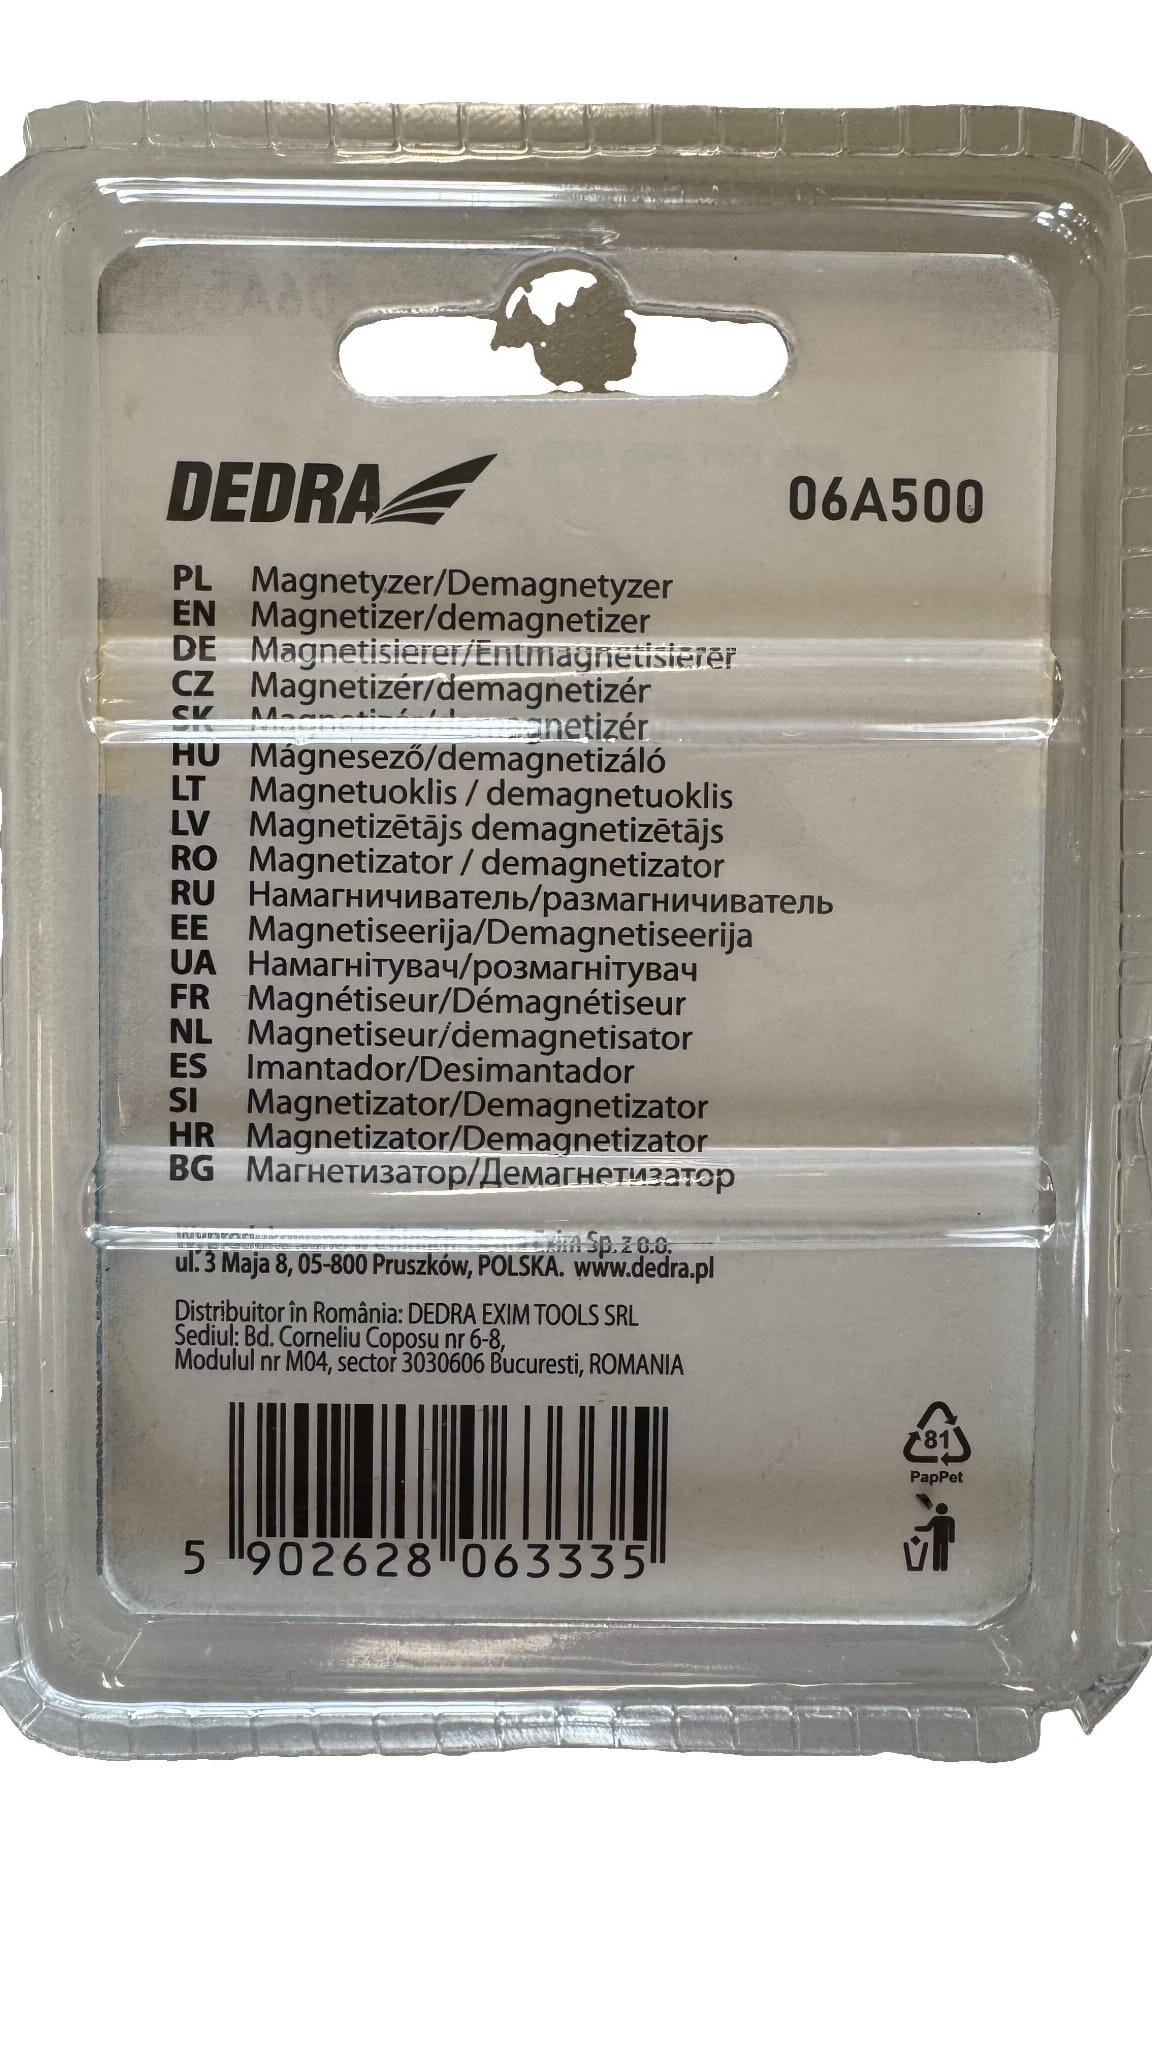 DEDRA
06A500
PL Magnetyzer/Demagnetyzer
EN Magnetizer/demagnetizer
DE Magnetisierer/Entmagnetisierer
CZ Magnetizér/demagnetizér
SK Magnetizér/demagnetizér
HU Mágnesező/demagnetizáló
LT Magnetuoklis / demagnetuoklis
LV Magnetizētājs demagnetizētājs
RO Magnetizator / demagnetizator
RU Намагничиватель/размагничиватель
EE Magnetiseerija/Demagnetiseerija
UA Намагнітувач/розмагнітувач
FR Magnétiseur/Démagnétiseur
NL Magnetiseur/demagnetisator
ES Imantador/Desimantador
SI Magnetizator/Demagnetizator
HR Magnetizator/Demagnetizator
BG Магнетизатор/Демагнетизатор
Exim Sp. z o.o.
ul. 3 Maja 8, 05-800 Pruszków, POLSKA. www.dedra.pl
Distribuitor în România: DEDRA EXIM TOOLS SRL
Sediul: Bd. Corneliu Coposu nr 6-8,
Modulul nr M04, sector 3030606 Bucuresti, ROMANIA
81
PapPet
5 902628 063335